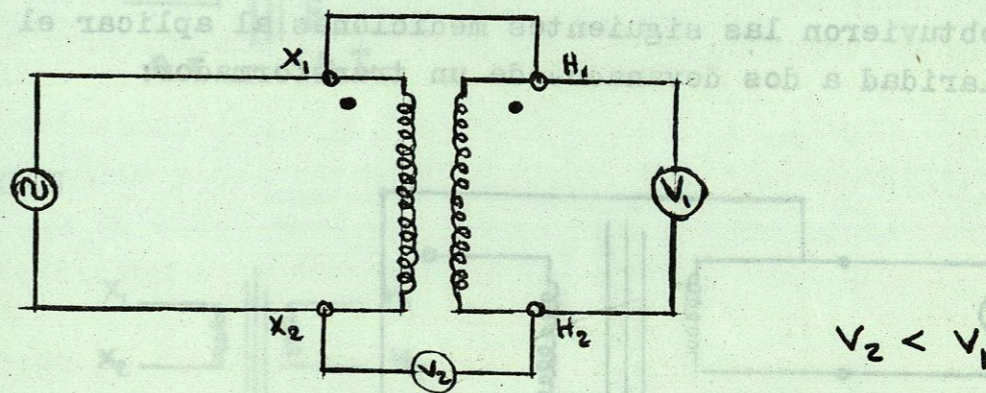 obtuvieron las siguientes mediciones al aplicar el
laridad a dos devanados de un transformador:
X₁ H₁
V₁
X₂ H₂
V₂
V₂ < V₁
X₂